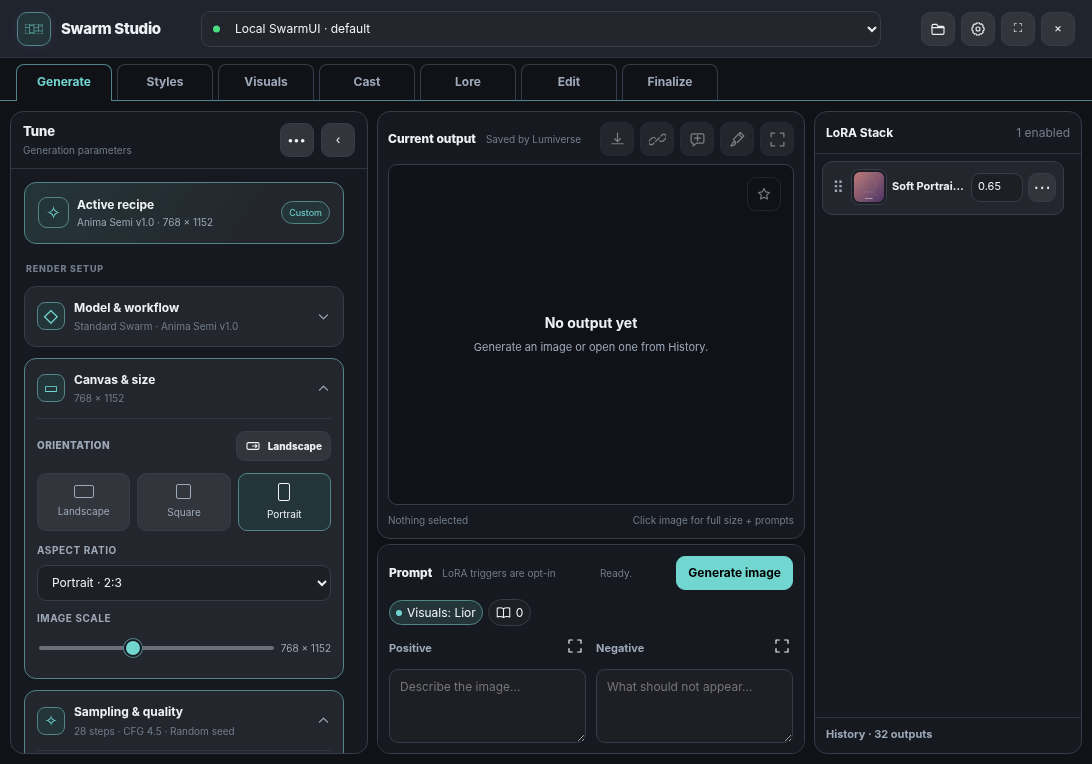 Swarm Studio
Local SwarmUI · default
Generate
Styles
Visuals
Cast
Lore
Edit
Finalize
Tune
Generation parameters
Active recipe
Anima Semi v1.0 · 768 × 1152
Custom
RENDER SETUP
Model & workflow
Standard Swarm · Anima Semi v1.0
Canvas & size
768 × 1152
ORIENTATION
Landscape
Landscape
Square
Portrait
ASPECT RATIO
Portrait · 2:3
IMAGE SCALE
768 × 1152
Sampling & quality
28 steps · CFG 4.5 · Random seed
Current output
Saved by Lumiverse
No output yet
Generate an image or open one from History.
Nothing selected
Click image for full size + prompts
Prompt
LoRA triggers are opt-in
Ready.
Generate image
Visuals: Lior
0
Positive
Negative
Describe the image...
What should not appear...
LoRA Stack
1 enabled
Soft Portrai...
0.65
History · 32 outputs